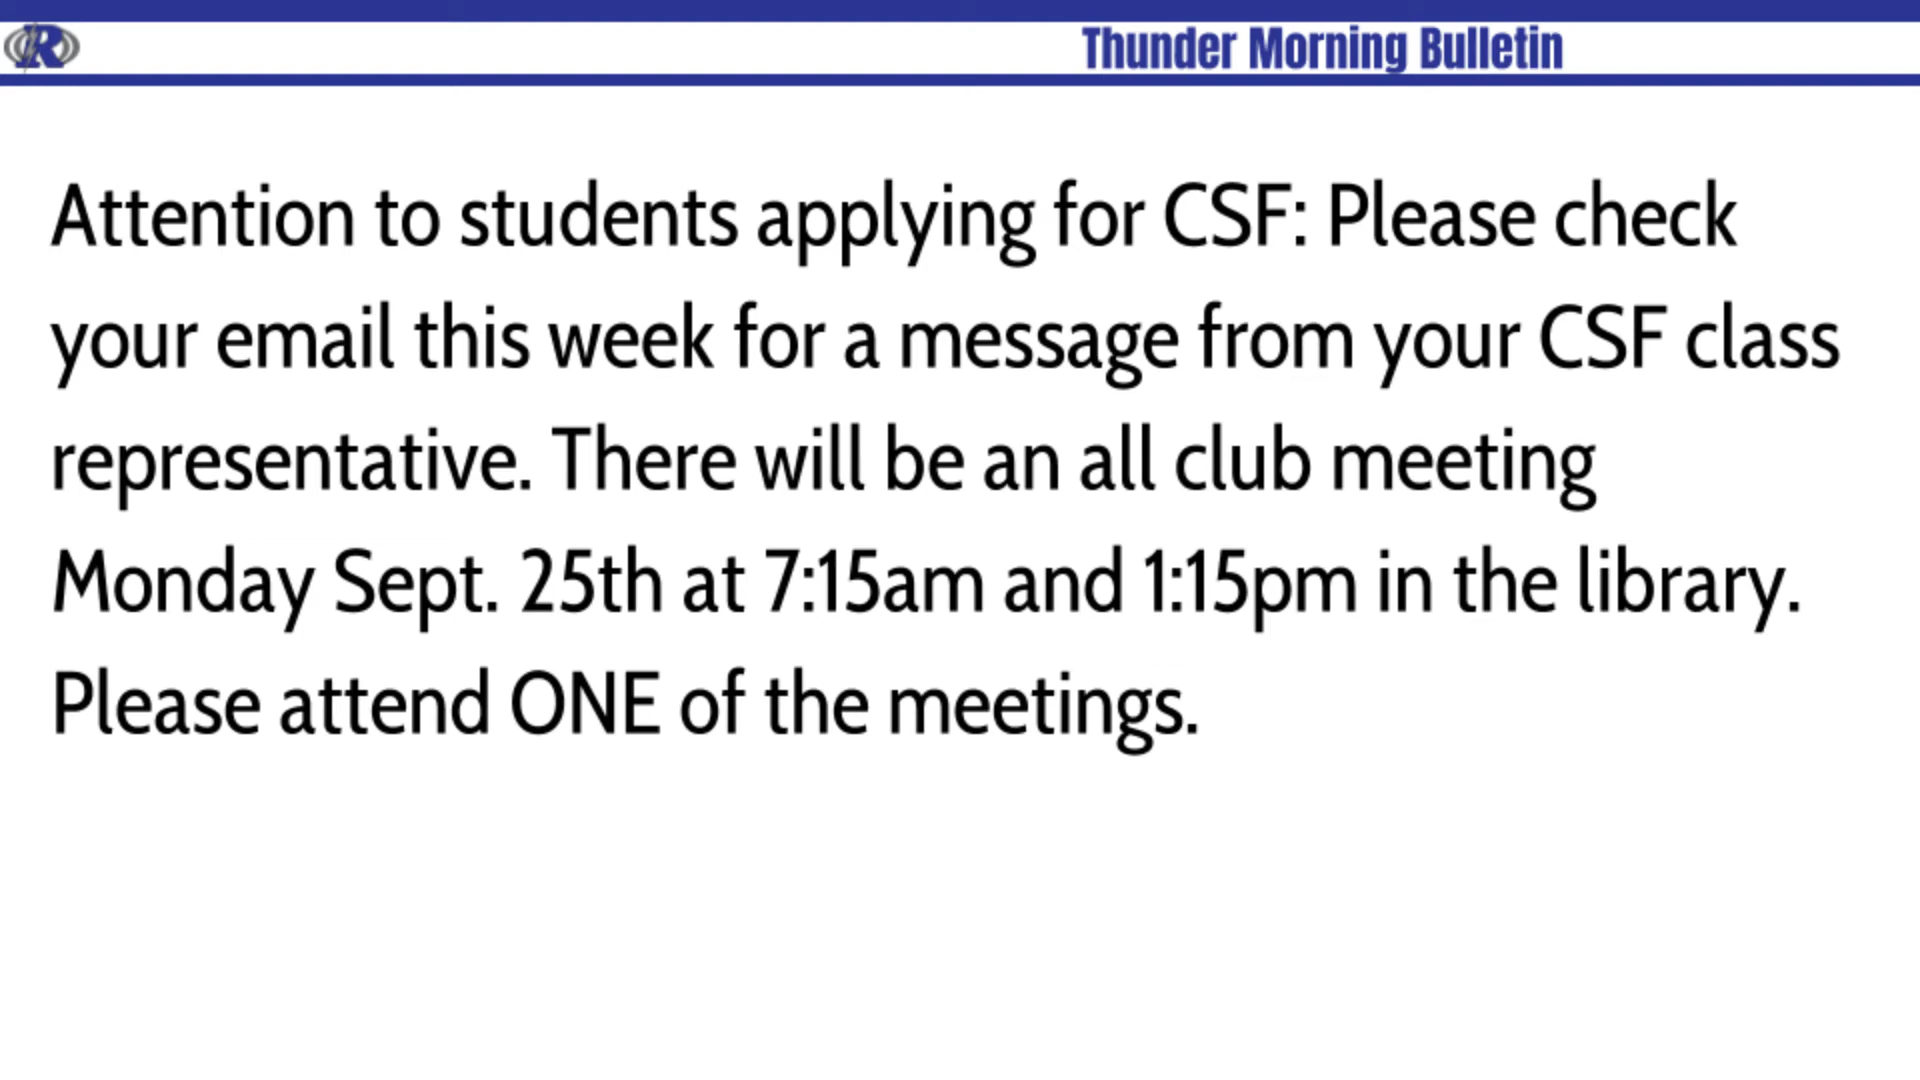 R
Thunder Morning Bulletin
Attention to students applying for CSF: Please check
your email this week for a message from your CSF class
representative. There will be an all club meeting
Monday Sept. 25th at 7:15am and 1:15pm in the library.
Please attend ONE of the meetings.